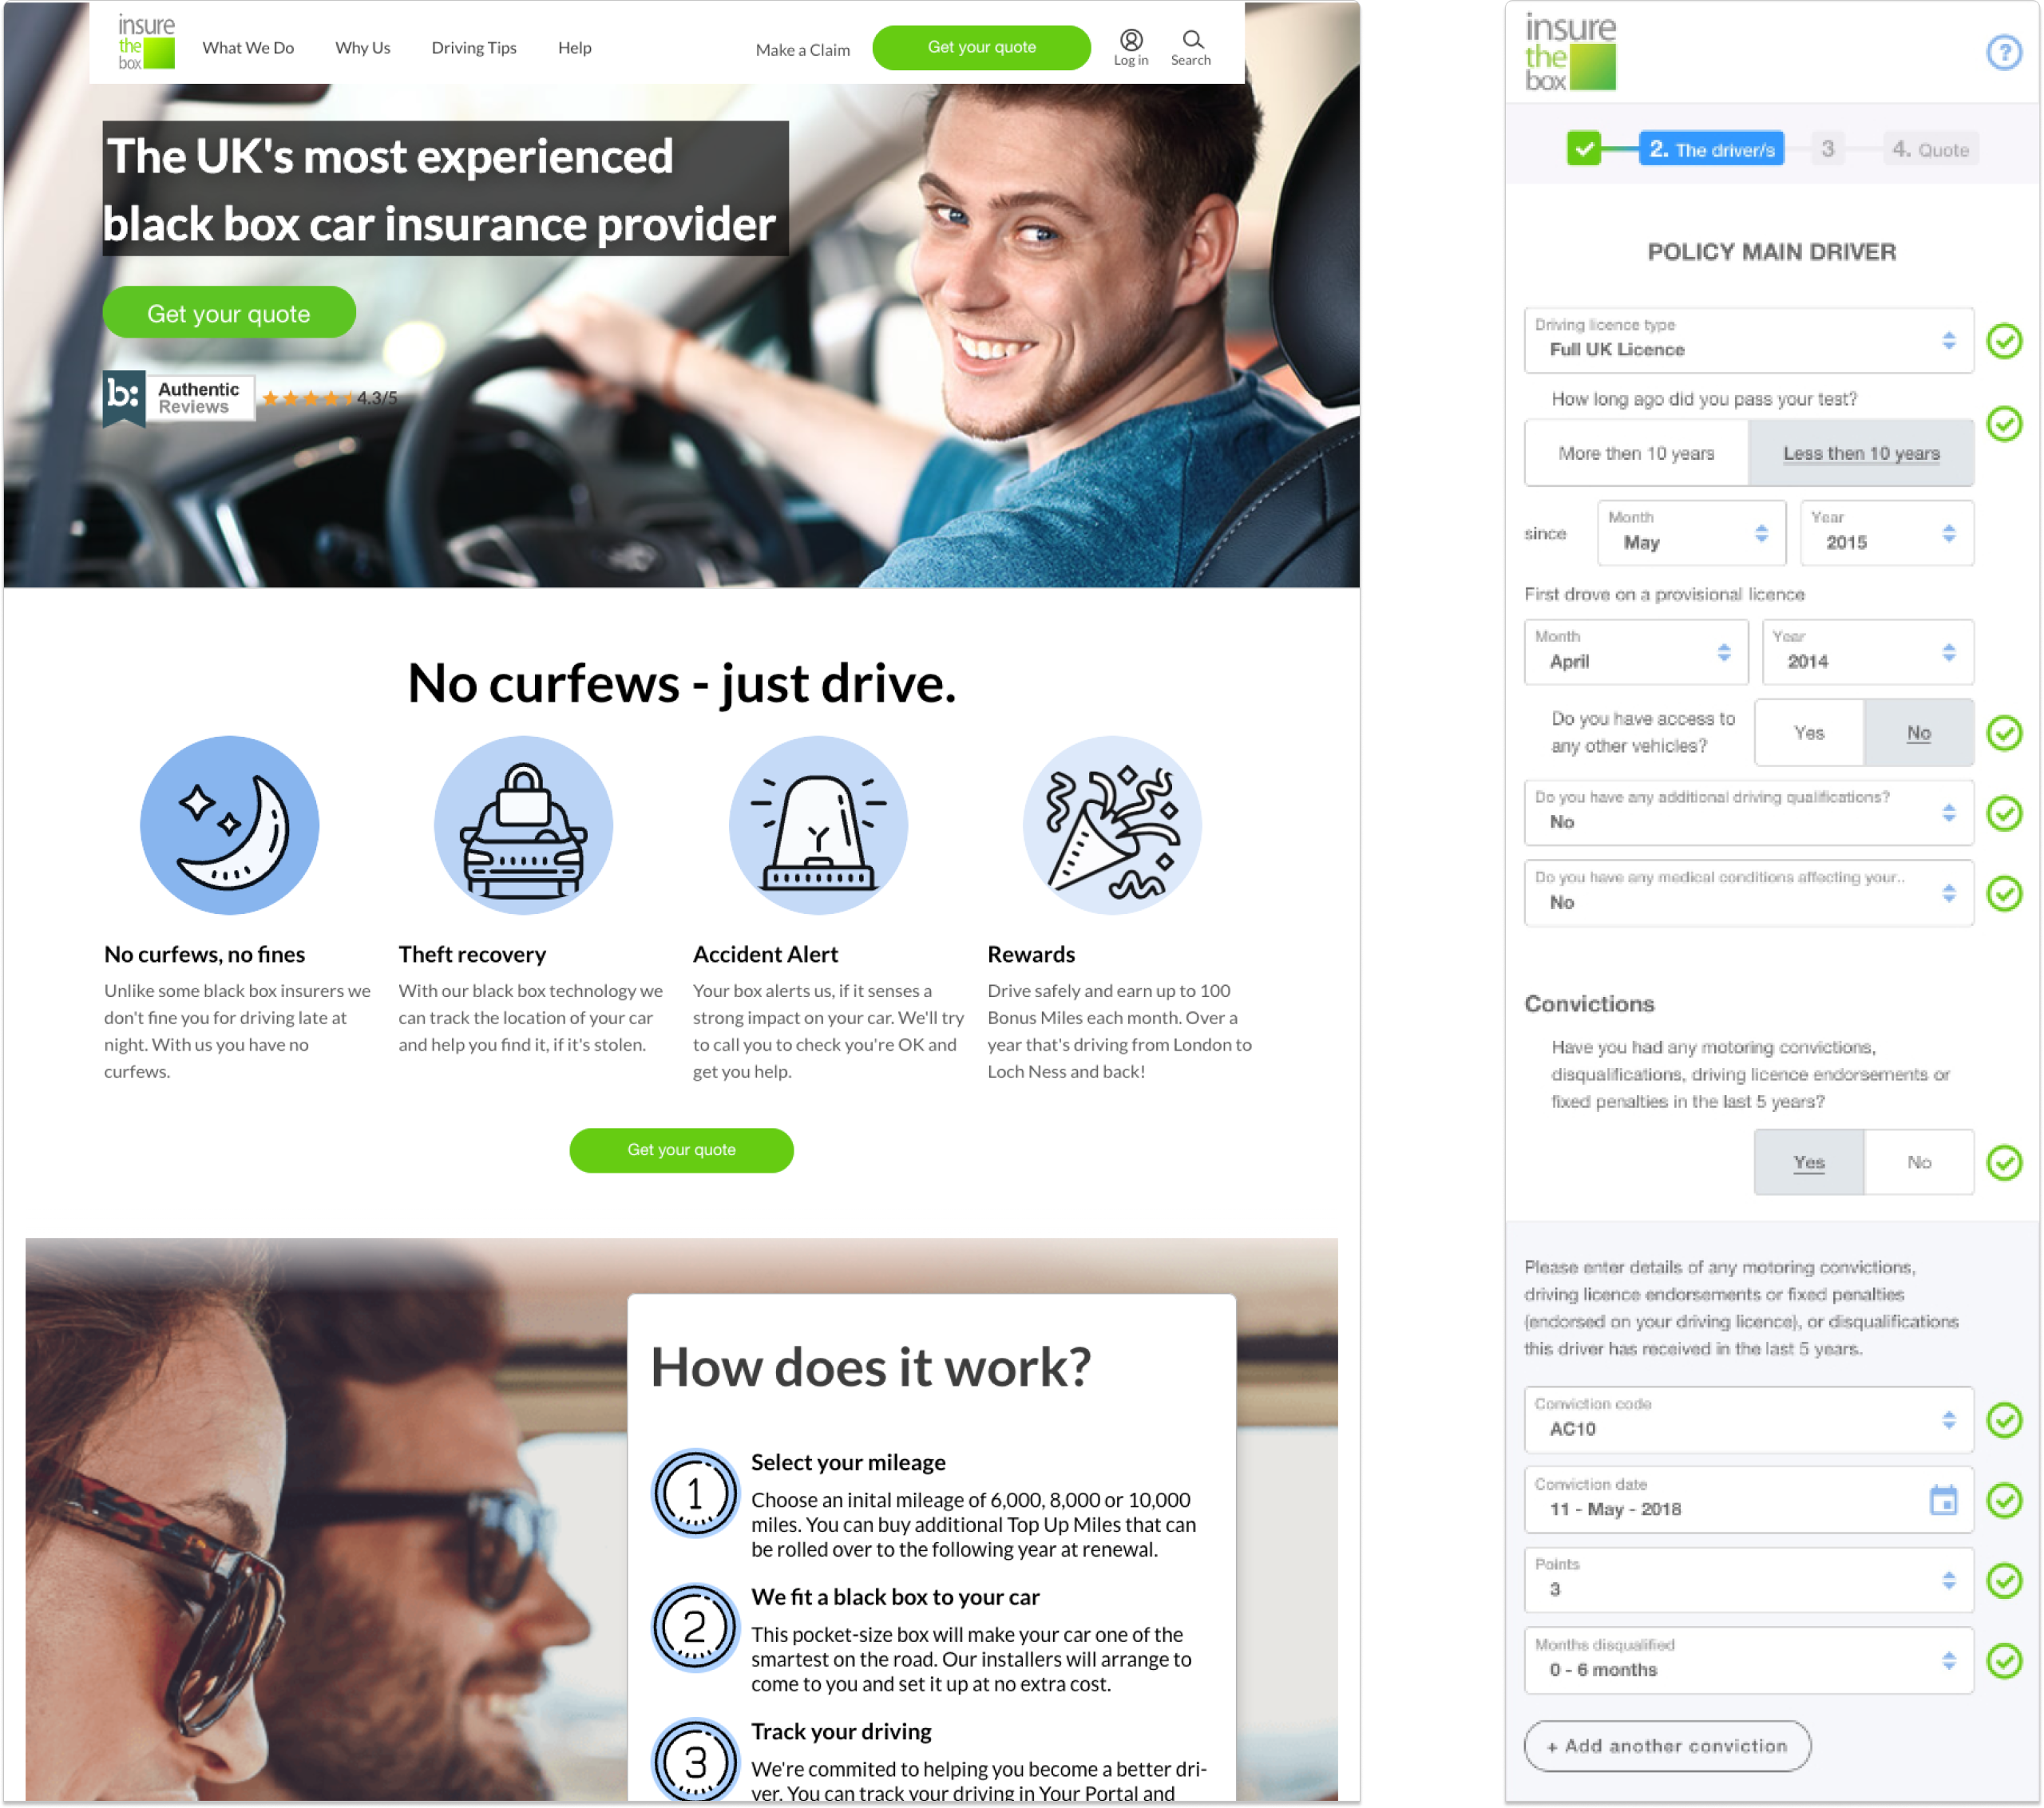 insure
the
box
What We Do
Why Us
Driving Tips
Help
Make a Claim
Get your quote
Log in
Search
The UK's most experienced
black box car insurance provider
Get your quote
b:
Authentic
Reviews
4.3/5
No curfews - just drive.
No curfews, no fines
Unlike some black box insurers we
don't fine you for driving late at
night. With us you have no
curfews.
Theft recovery
With our black box technology we
can track the location of your car
and help you find it, if it's stolen.
Accident Alert
Your box alerts us, if it senses a
strong impact on your car. We'll try
to call you to check you're OK and
get you help.
Rewards
Drive safely and earn up to 100
Bonus Miles each month. Over a
year that's driving from London to
Loch Ness and back!
Get your quote
How does it work?
1
Select your mileage
Choose an inital mileage of 6,000, 8,000 or 10,000
miles. You can buy additional Top Up Miles that can
be rolled over to the following year at renewal.
2
We fit a black box to your car
This pocket-size box will make your car one of the
smartest on the road. Our installers will arrange to
come to you and set it up at no extra cost.
3
Track your driving
We're commited to helping you become a better dri-
ver. You can track your driving in Your Portal and
insure
the
box
?
2. The driver/s
3
4. Quote
POLICY MAIN DRIVER
Driving licence type
Full UK Licence
How long ago did you pass your test?
More then 10 years
Less then 10 years
since
Month
May
Year
2015
First drove on a provisional licence
Month
April
Year
2014
Do you have access to
any other vehicles?
Yes
No
Do you have any additional driving qualifications?
No
Do you have any medical conditions affecting your..
No
Convictions
Have you had any motoring convictions,
disqualifications, driving licence endorsements or
fixed penalties in the last 5 years?
Yes
No
Please enter details of any motoring convictions,
driving licence endorsements or fixed penalties
(endorsed on your driving licence), or disqualifications
this driver has received in the last 5 years.
Conviction code
AC10
Conviction date
11 - May - 2018
Points
3
Months disqualified
0 - 6 months
+ Add another conviction